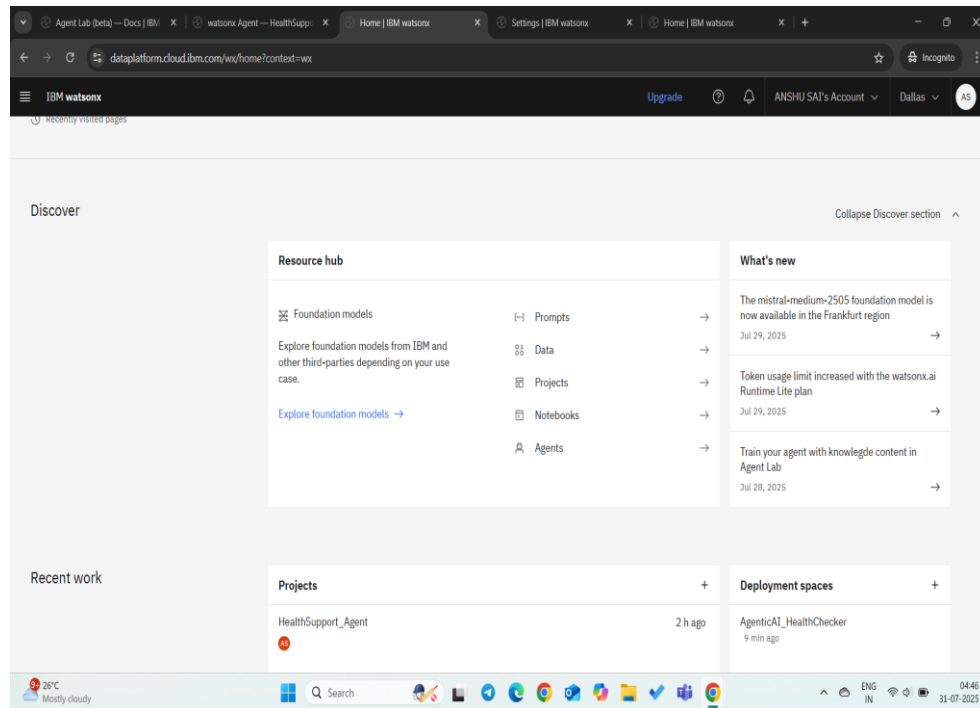 Agent Lab (beta) — Docs | IBM
watsonx Agent — HealthSuppo
Home | IBM watsonx
Settings | IBM watsonx
Home | IBM watsonx
dataplatform.cloud.ibm.com/wx/home?context=wx
Incognito
IBM watsonx
Upgrade
ANSHU SAI's Account
Dallas
AS
Recently visited pages
Discover
Collapse Discover section
Resource hub
Foundation models
Explore foundation models from IBM and
other third-parties depending on your use
case.
Explore foundation models
Prompts
Data
Projects
Notebooks
Agents
What's new
The mistral-medium-2505 foundation model is
now available in the Frankfurt region
Jul 29, 2025
Token usage limit increased with the watsonx.ai
Runtime Lite plan
Jul 29, 2025
Train your agent with knowlegde content in
Agent Lab
Jul 28, 2025
Recent work
Projects
HealthSupport_Agent
2 h ago
AS
Deployment spaces
AgenticAI_HealthChecker
9 min ago
9+
26°C
Mostly cloudy
Search
ENG
IN
04:46
31-07-2025